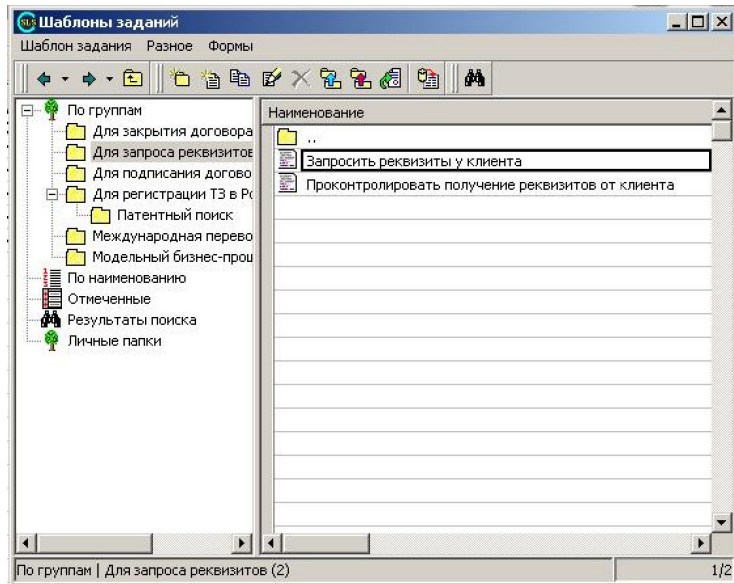 SLS Шаблоны заданий
Шаблон задания Разное Формы
По группам
Для закрытия договора
Для запроса реквизитов
Для подписания догово
Для регистрации ТЗ в Ро
Патентный поиск
Международная перево
Модельный бизнес-проц
По наименованию
Отмеченные
Результаты поиска
Личные папки
Наименование
..
Запросить реквизиты у клиента
Проконтролировать получение реквизитов от клиента
По группам | Для запроса реквизитов (2)
1/2